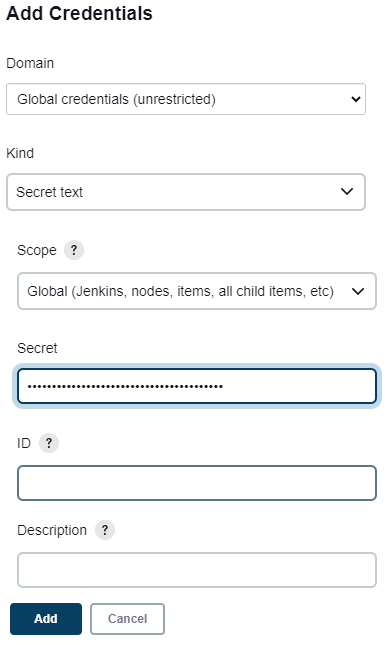 Add Credentials
Domain
Global credentials (unrestricted)
Kind
Secret text
Scope ?
Global (Jenkins, nodes, items, all child items, etc)
Secret
••••••••••••••••••••••••••••••••••••••••
ID ?
Description ?
Add Cancel